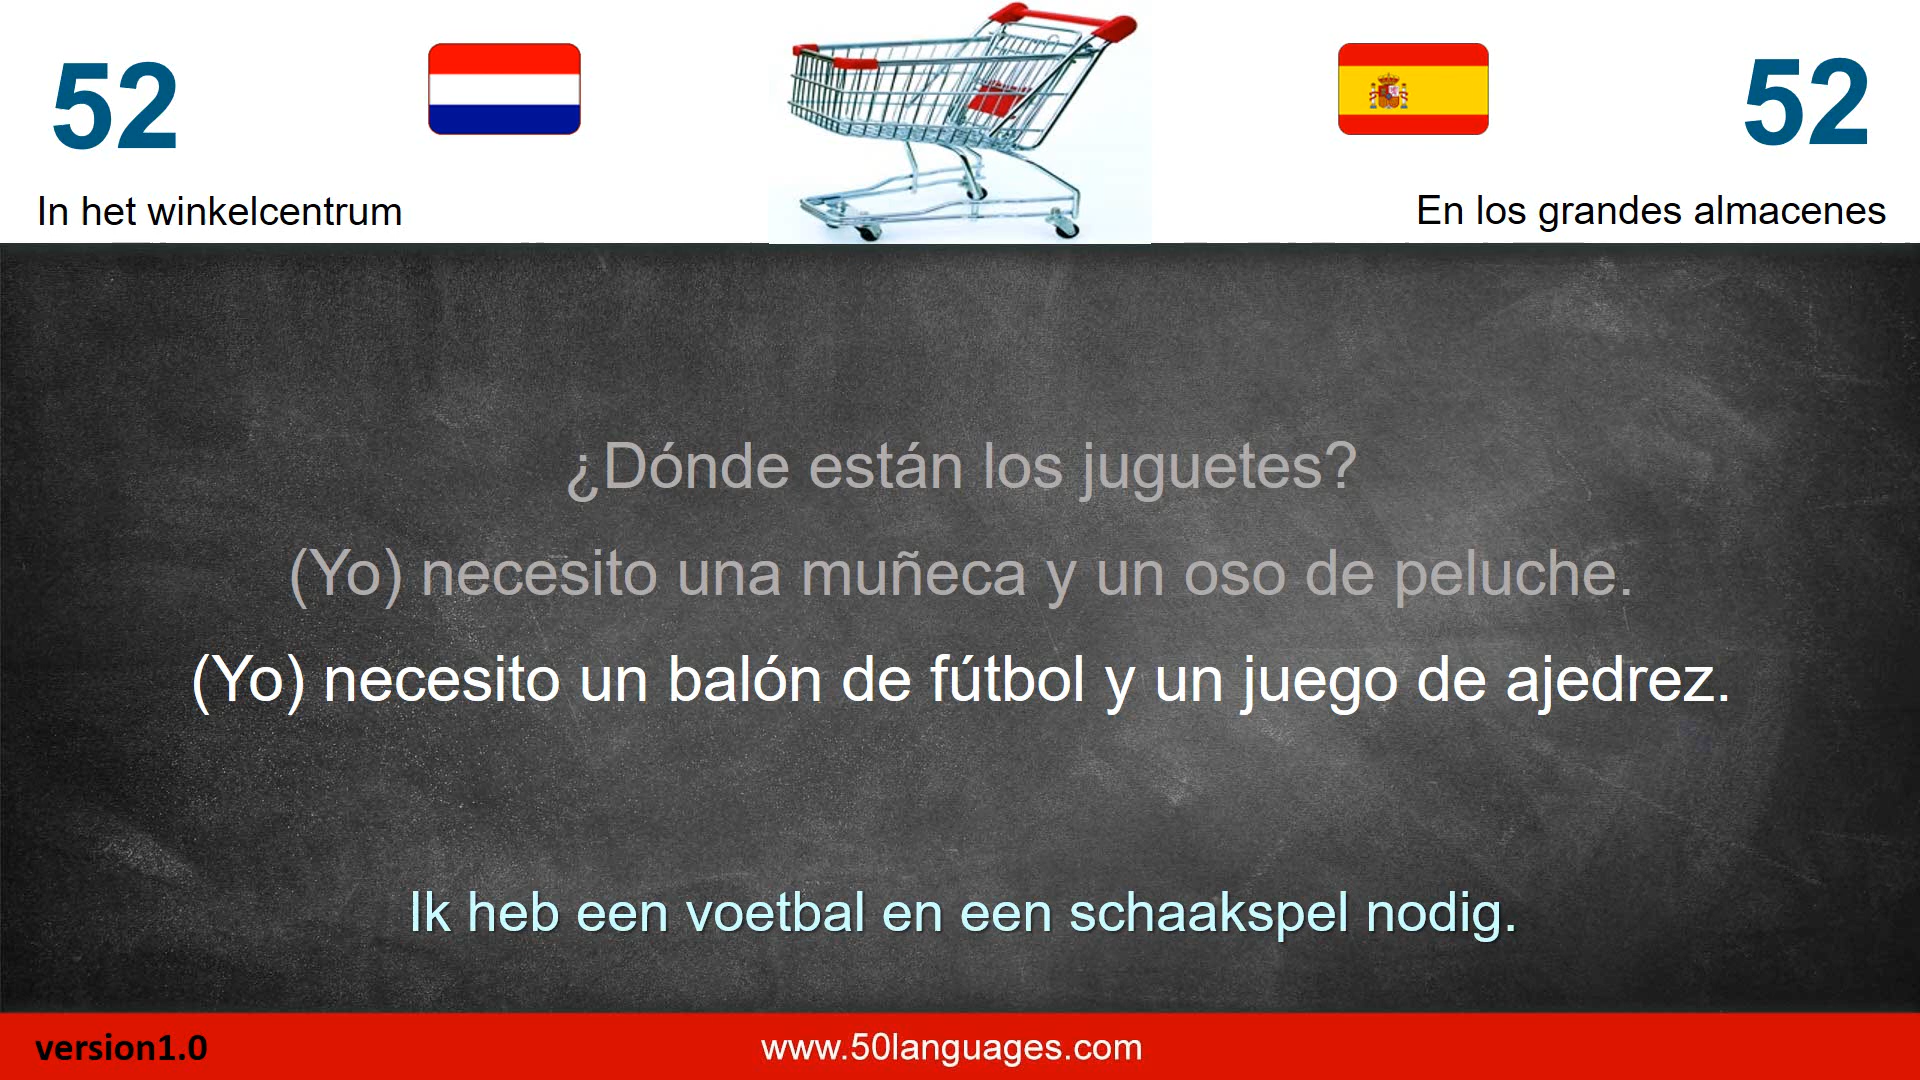 52
52
In het winkelcentrum
En los grandes almacenes
¿Dónde están los juguetes?
(Yo) necesito una muñeca y un oso de peluche.
(Yo) necesito un balón de fútbol y un juego de ajedrez.
Ik heb een voetbal en een schaakspel nodig.
version1.0
www.50languages.com